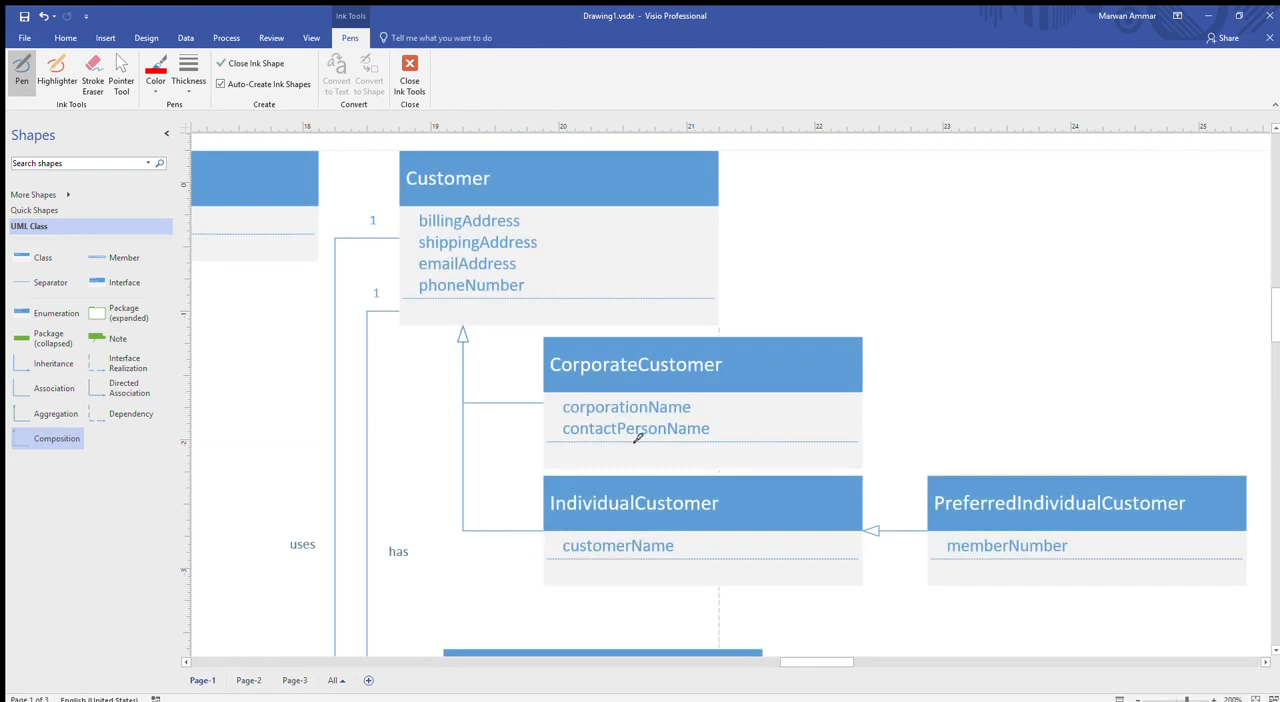 Ink Tools
Drawing1.vsdx - Visio Professional
Marwan Ammar
File Home Insert Design Data Process Review View Pens Tell me what you want to do
Share
Pen Highlighter Stroke Eraser Pointer Tool
Color Thickness
Close Ink Shape
Auto-Create Ink Shapes
Convert to Text Convert to Shape
Close Ink Tools
Ink Tools Pens Create Convert Close
Shapes
Search shapes
More Shapes
Quick Shapes
UML Class
Class Member
Separator Interface
Enumeration Package (expanded)
Package (collapsed) Note
Inheritance Interface Realization
Association Directed Association
Aggregation Dependency
Composition
18 19 20 21 22 23 24 25
0
1
2
3
Customer
billingAddress
shippingAddress
emailAddress
phoneNumber
1
1
CorporateCustomer
corporationName
contactPersonName
IndividualCustomer
customerName
PreferredIndividualCustomer
memberNumber
uses
has
Page-1 Page-2 Page-3 All
Page 1 of 3 English (United States)
200%